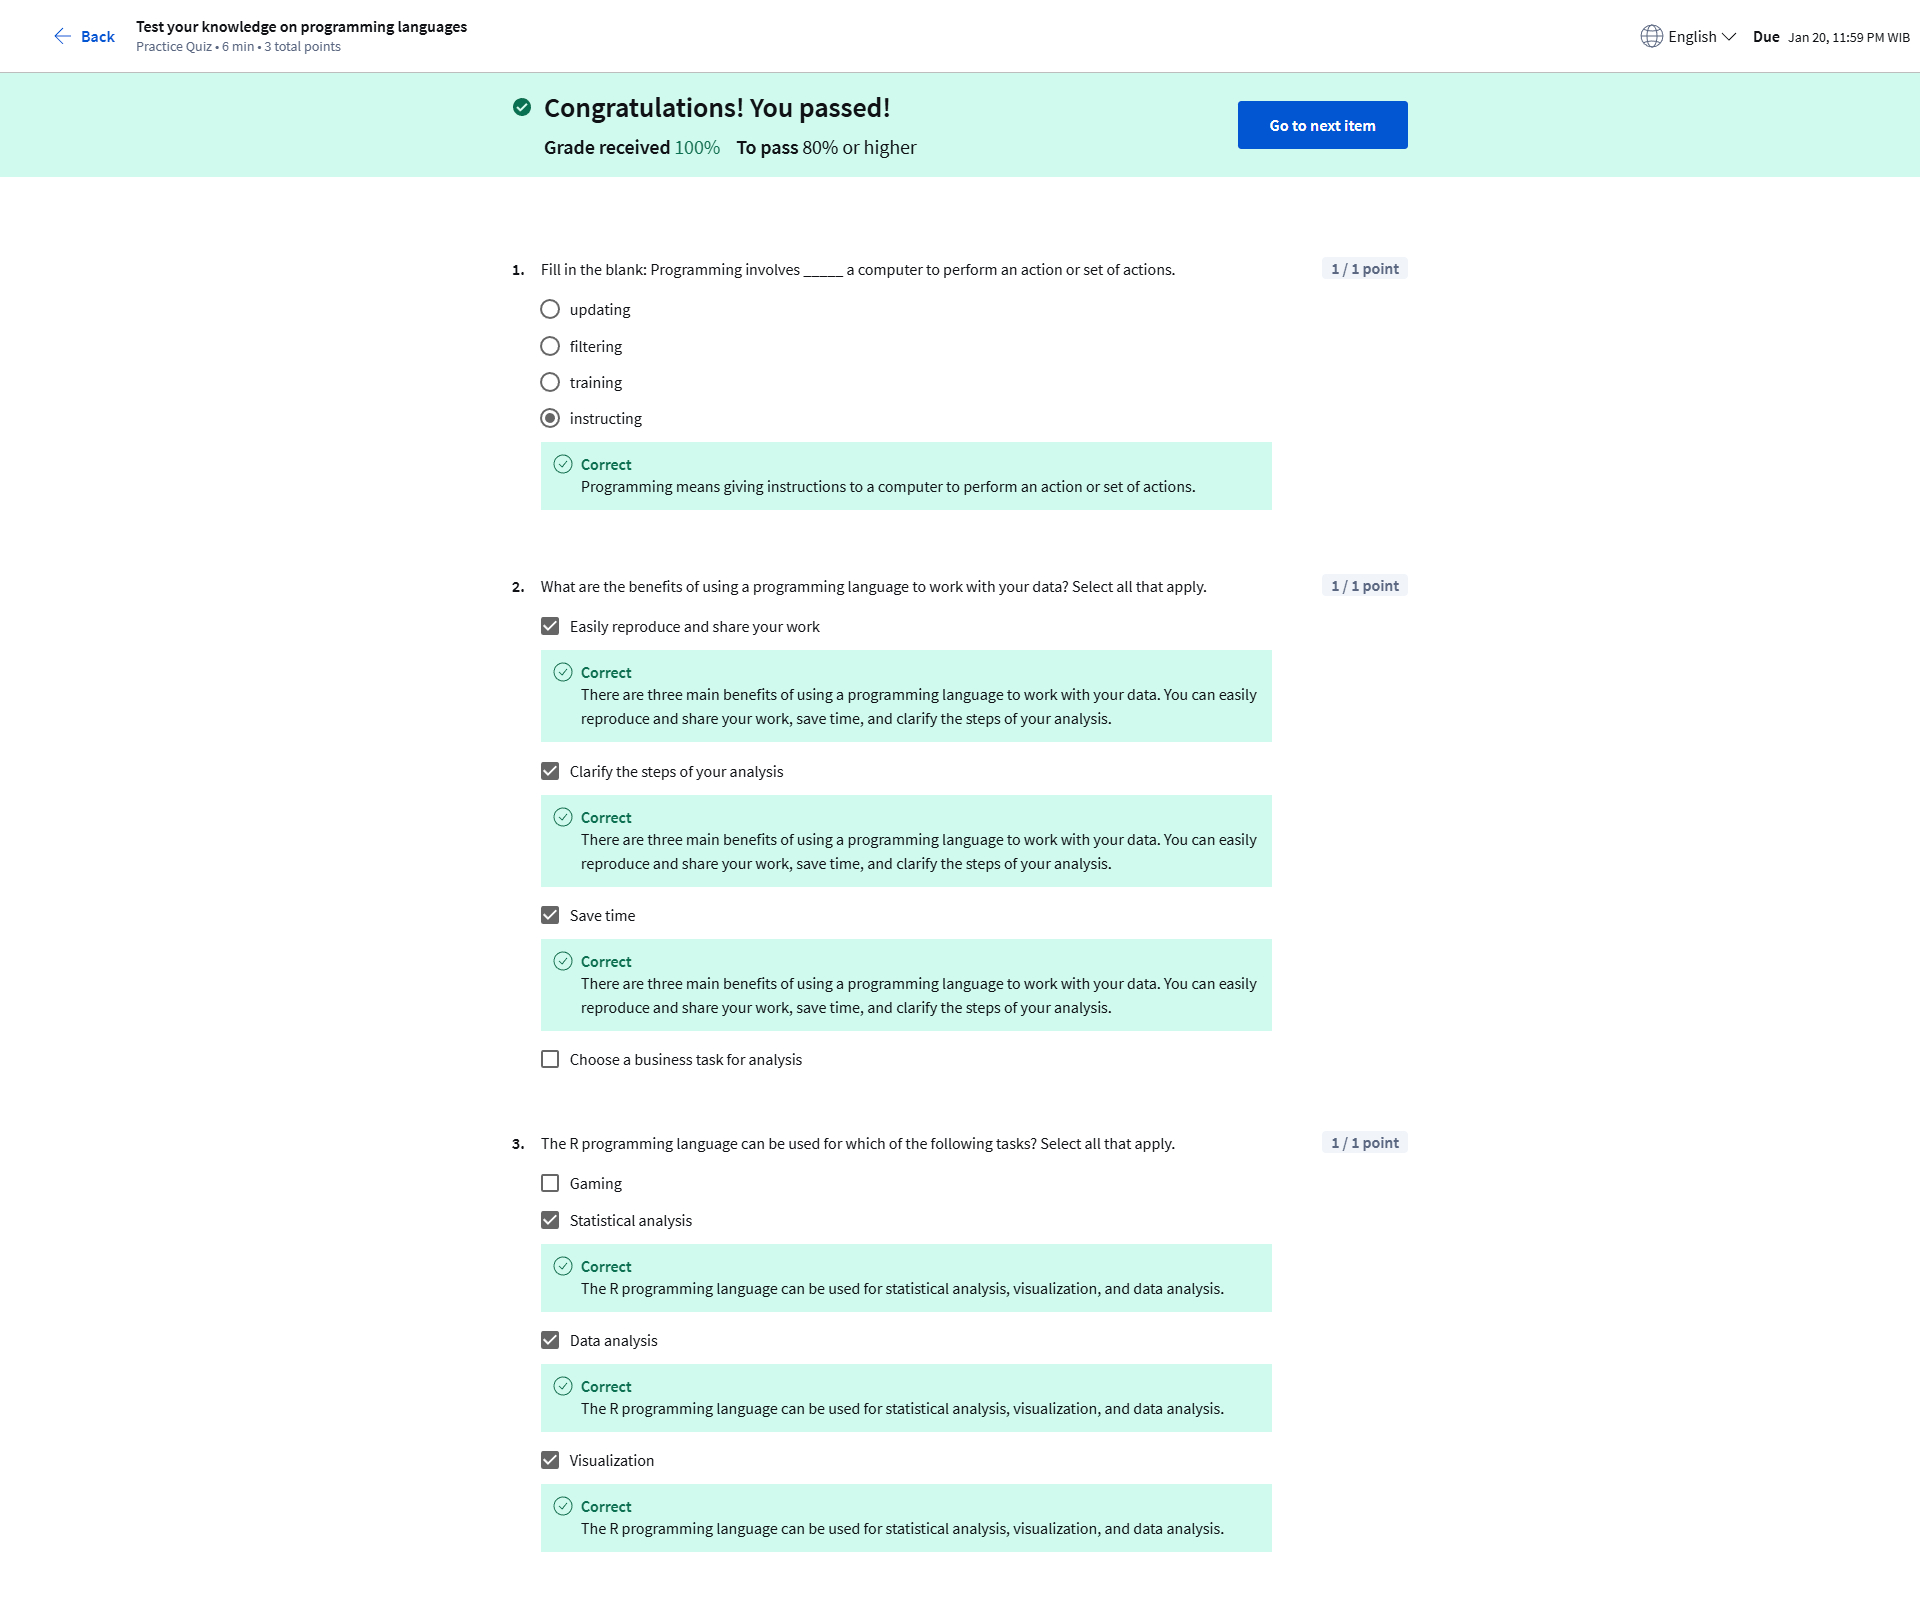 Back
Test your knowledge on programming languages
Practice Quiz • 6 min • 3 total points
English
Due Jan 20, 11:59 PM WIB
Congratulations! You passed!
Grade received 100% To pass 80% or higher
Go to next item
1. Fill in the blank: Programming involves _____ a computer to perform an action or set of actions.
1 / 1 point
updating
filtering
training
instructing
Correct
Programming means giving instructions to a computer to perform an action or set of actions.
2. What are the benefits of using a programming language to work with your data? Select all that apply.
1 / 1 point
Easily reproduce and share your work
Correct
There are three main benefits of using a programming language to work with your data. You can easily
reproduce and share your work, save time, and clarify the steps of your analysis.
Clarify the steps of your analysis
Correct
There are three main benefits of using a programming language to work with your data. You can easily
reproduce and share your work, save time, and clarify the steps of your analysis.
Save time
Correct
There are three main benefits of using a programming language to work with your data. You can easily
reproduce and share your work, save time, and clarify the steps of your analysis.
Choose a business task for analysis
3. The R programming language can be used for which of the following tasks? Select all that apply.
1 / 1 point
Gaming
Statistical analysis
Correct
The R programming language can be used for statistical analysis, visualization, and data analysis.
Data analysis
Correct
The R programming language can be used for statistical analysis, visualization, and data analysis.
Visualization
Correct
The R programming language can be used for statistical analysis, visualization, and data analysis.